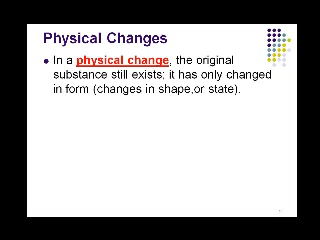 Physical Changes
In a physical change, the original
substance still exists; it has only changed
in form (changes in shape,or state).